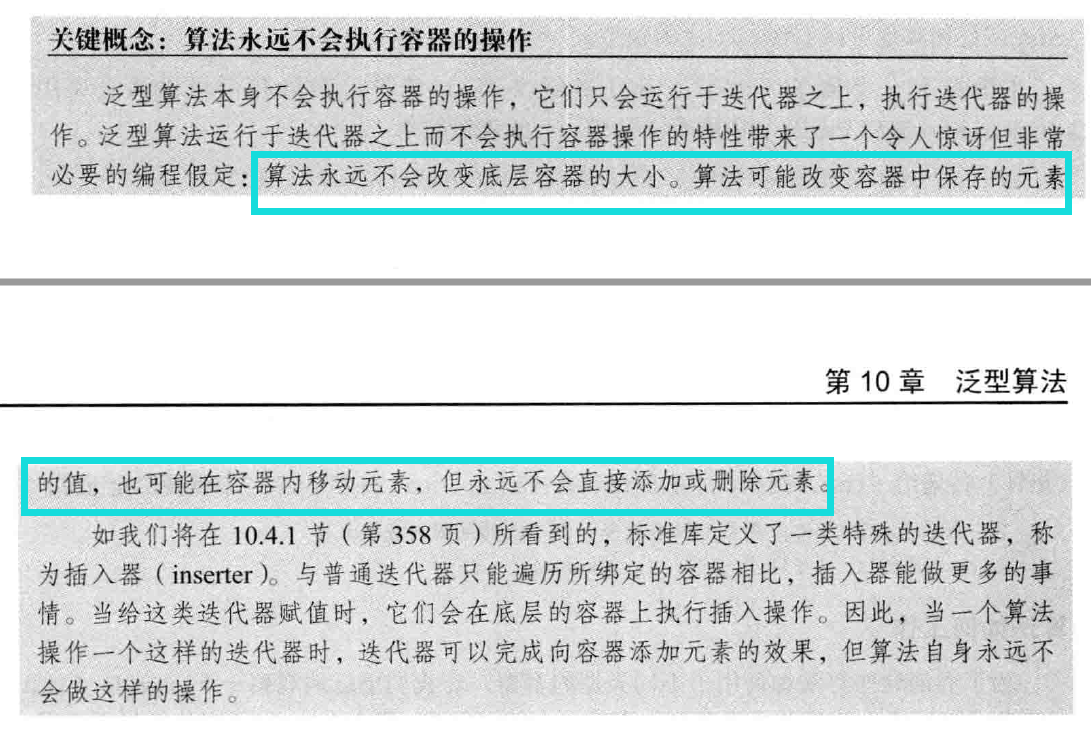 关键概念：算法永远不会执行容器的操作
泛型算法本身不会执行容器的操作，它们只会运行于迭代器之上，执行迭代器的操
作。泛型算法运行于迭代器之上而不会执行容器操作的特性带来了一个令人惊讶但非常
必要的编程假定：算法永远不会改变底层容器的大小。算法可能改变容器中保存的元素
第 10 章 泛型算法
的值，也可能在容器内移动元素，但永远不会直接添加或删除元素。
如我们将在 10.4.1 节（第 358 页）所看到的，标准库定义了一类特殊的迭代器，称
为插入器（inserter）。与普通迭代器只能遍历所绑定的容器相比，插入器能做更多的事
情。当给这类迭代器赋值时，它们会在底层的容器上执行插入操作。因此，当一个算法
操作一个这样的迭代器时，迭代器可以完成向容器添加元素的效果，但算法自身永远不
会做这样的操作。